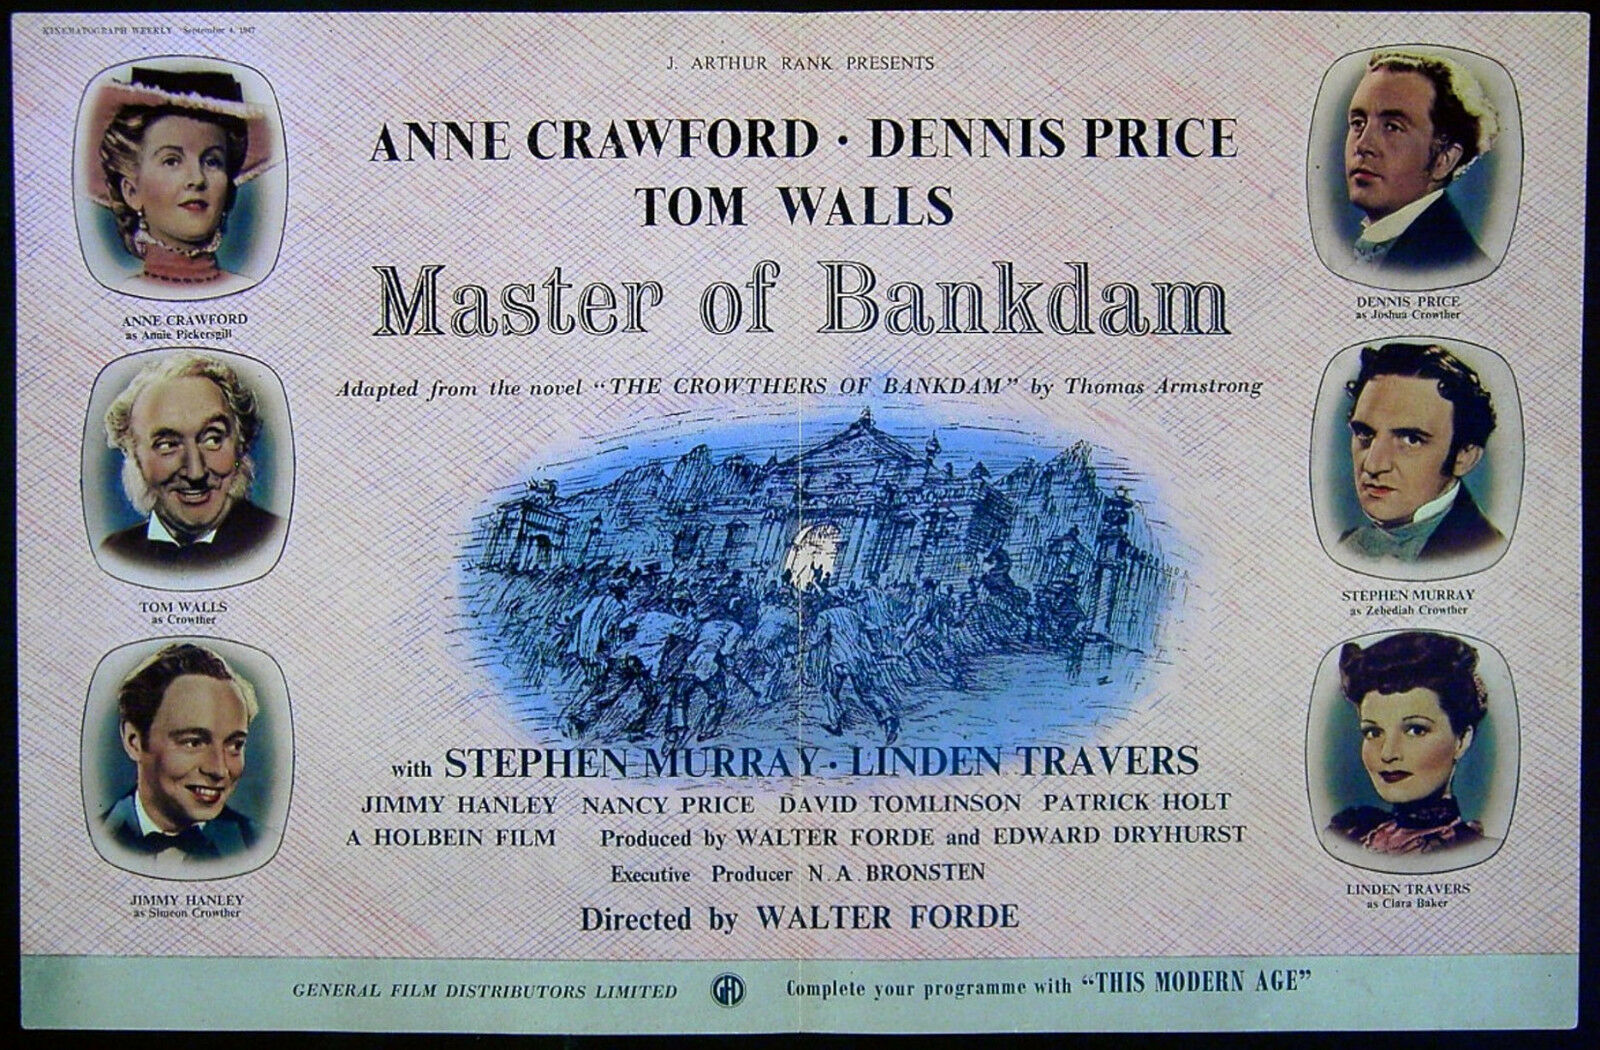 KINEMATOGRAPH WEEKLY September 4, 1947
J. ARTHUR RANK PRESENTS
ANNE CRAWFORD · DENNIS PRICE
TOM WALLS
Master of Bankdam
Adapted from the novel "THE CROWTHERS OF BANKDAM" by Thomas Armstrong
ANNE CRAWFORD
as Annie Pickersgill
TOM WALLS
as Crowther
JIMMY HANLEY
as Simeon Crowther
DENNIS PRICE
as Joshua Crowther
STEPHEN MURRAY
as Zebediah Crowther
LINDEN TRAVERS
as Clara Baker
with STEPHEN MURRAY · LINDEN TRAVERS
JIMMY HANLEY NANCY PRICE DAVID TOMLINSON PATRICK HOLT
A HOLBEIN FILM Produced by WALTER FORDE and EDWARD DRYHURST
Executive Producer N. A. BRONSTEN
Directed by WALTER FORDE
GENERAL FILM DISTRIBUTORS LIMITED GFD Complete your programme with "THIS MODERN AGE"